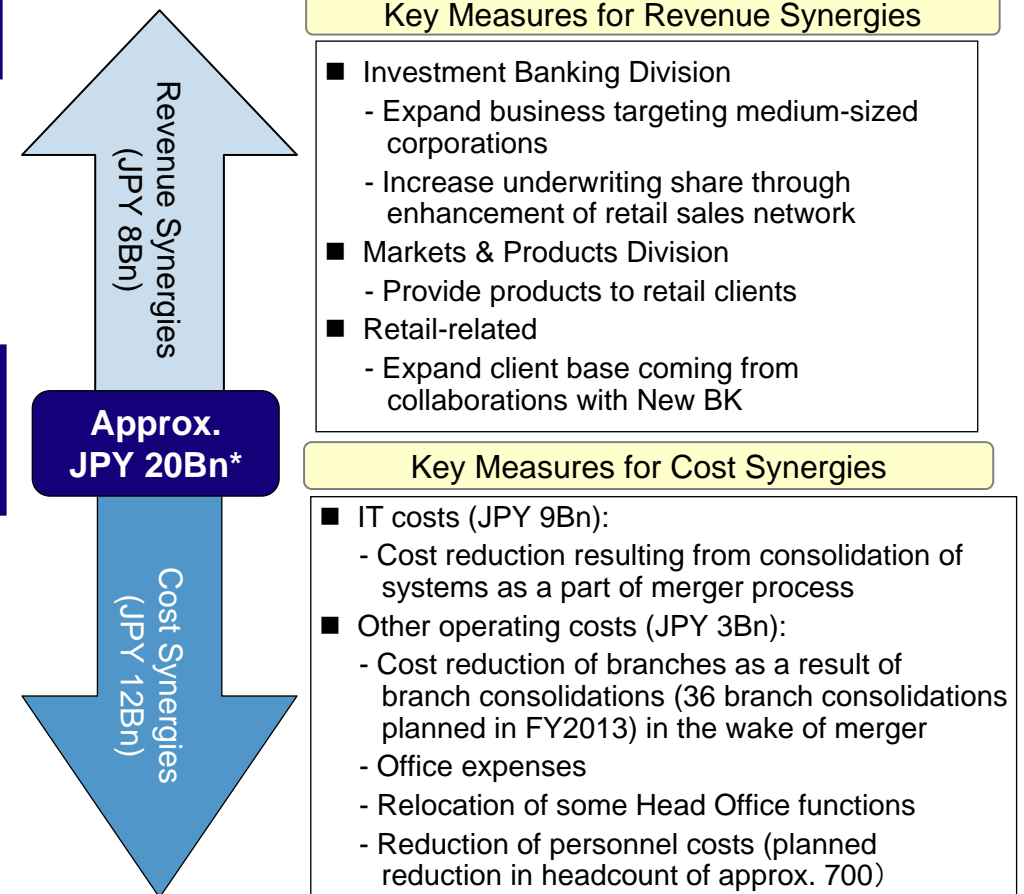 Key Measures for Revenue Synergies
■ Investment Banking Division
- Expand business targeting medium-sized
corporations
- Increase underwriting share through
enhancement of retail sales network
■ Markets & Products Division
- Provide products to retail clients
■ Retail-related
- Expand client base coming from
collaborations with New BK
Revenue Synergies
(JPY 8Bn)
Approx.
JPY 20Bn*
Cost Synergies
(JPY 12Bn)
Key Measures for Cost Synergies
■ IT costs (JPY 9Bn):
- Cost reduction resulting from consolidation of
systems as a part of merger process
■ Other operating costs (JPY 3Bn):
- Cost reduction of branches as a result of
branch consolidations (36 branch consolidations
planned in FY2013) in the wake of merger
- Office expenses
- Relocation of some Head Office functions
- Reduction of personnel costs (planned
reduction in headcount of approx. 700）